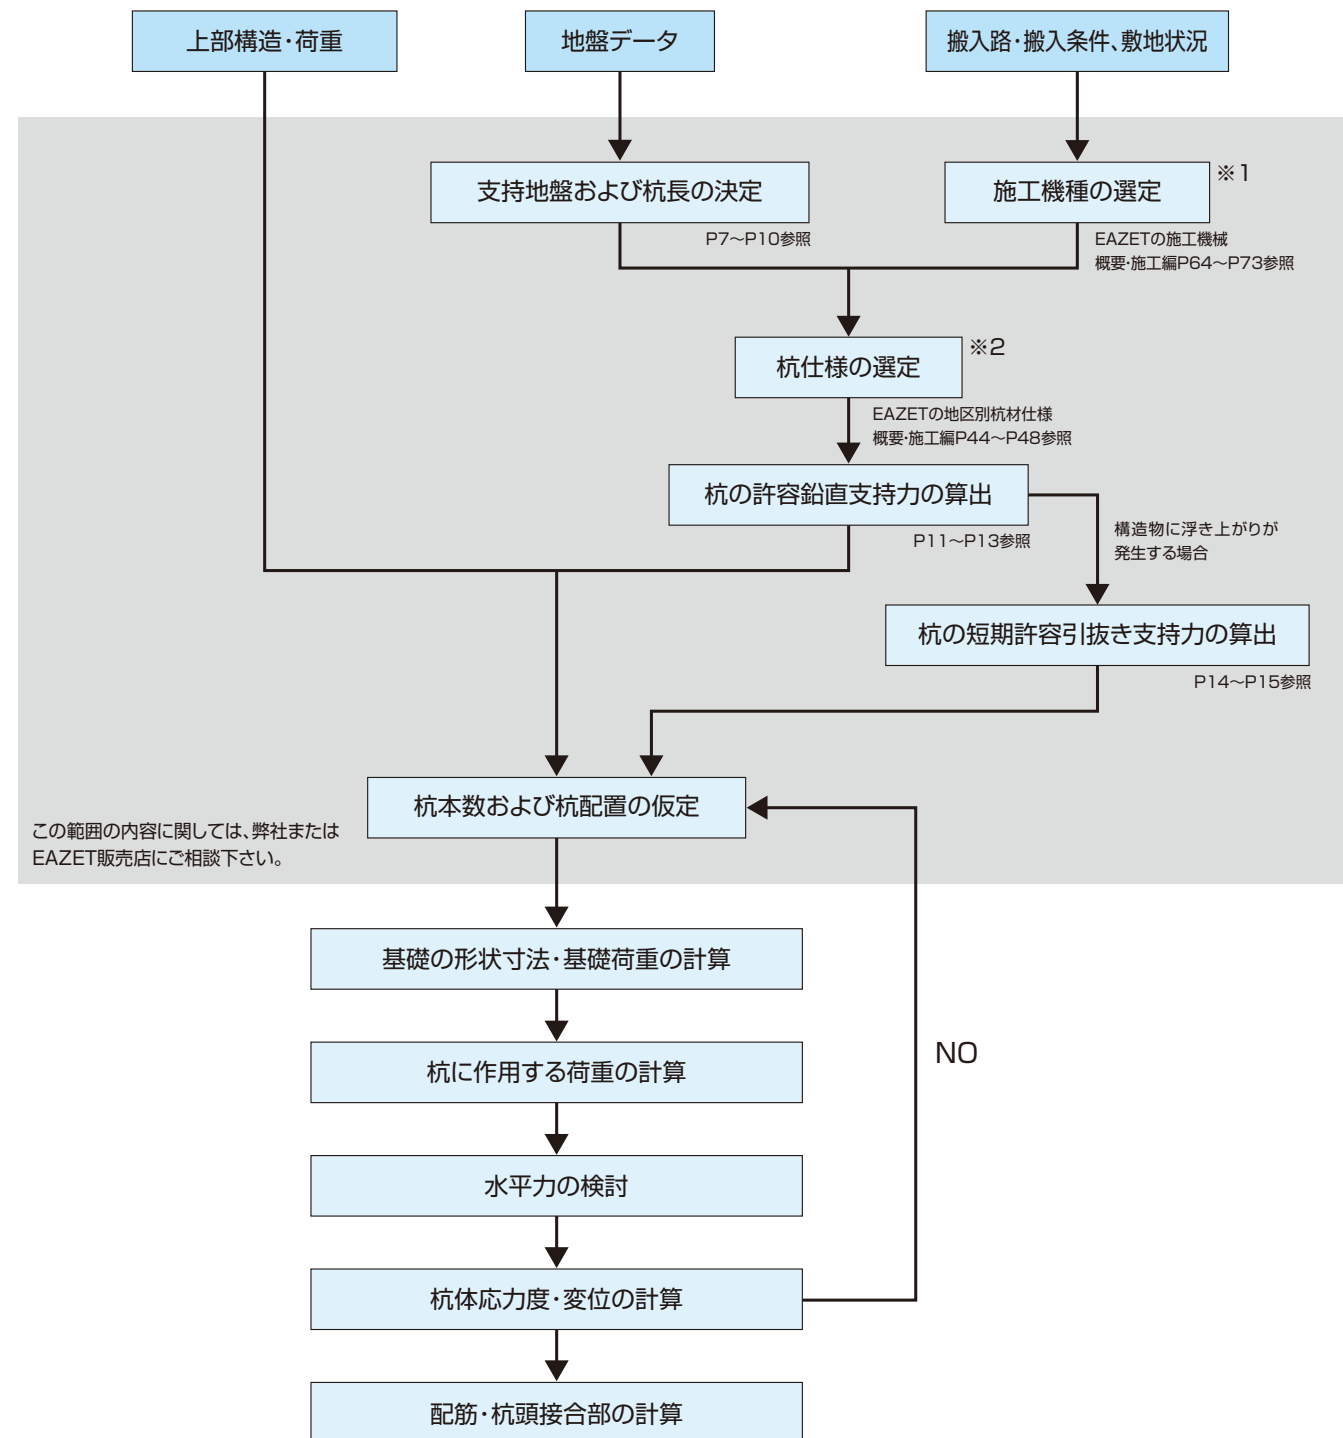 上部構造・荷重
地盤データ
搬入路・搬入条件、敷地状況
支持地盤および杭長の決定
P7～P10参照
施工機種の選定
※1
EAZETの施工機械
概要・施工編P64～P73参照
杭仕様の選定
※2
EAZETの地区別杭材仕様
概要・施工編P44～P48参照
杭の許容鉛直支持力の算出
P11～P13参照
構造物に浮き上がりが
発生する場合
杭の短期許容引抜き支持力の算出
P14～P15参照
杭本数および杭配置の仮定
この範囲の内容に関しては、弊社または
EAZET販売店にご相談下さい。
基礎の形状寸法・基礎荷重の計算
杭に作用する荷重の計算
NO
水平力の検討
杭体応力度・変位の計算
配筋・杭頭接合部の計算